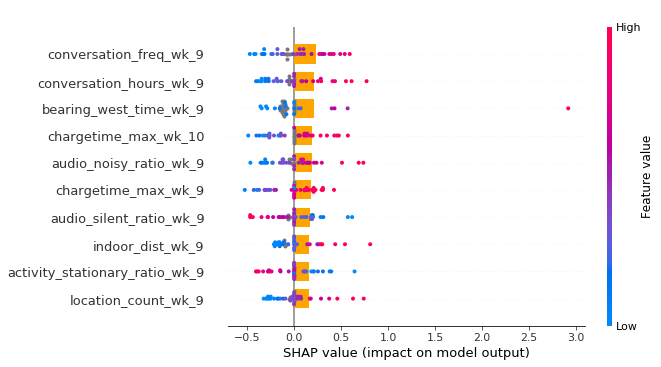 High
conversation_freq_wk_9
conversation_hours_wk_9
bearing_west_time_wk_9
chargetime_max_wk_10
audio_noisy_ratio_wk_9
chargetime_max_wk_9
audio_silent_ratio_wk_9
indoor_dist_wk_9
activity_stationary_ratio_wk_9
location_count_wk_9
Feature value
Low
−0.5 0.0 0.5 1.0 1.5 2.0 2.5 3.0
SHAP value (impact on model output)